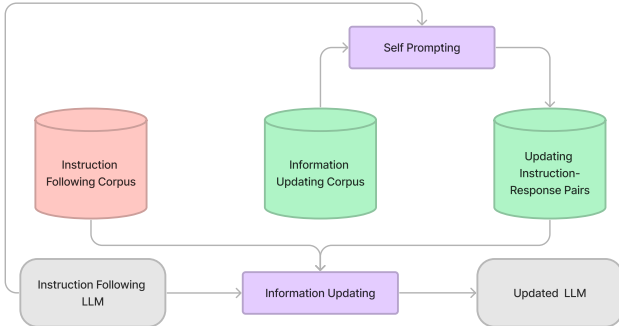 Self Prompting
Instruction
Following Corpus
Information
Updating Corpus
Updating
Instruction-
Response Pairs
Instruction Following
LLM
Information Updating
Updated LLM